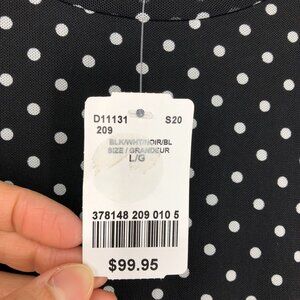 D11131 S20
209
BLK/WHT/NOIR/BL
SIZE / GRANDEUR
L/G
378148 209 010 5
$99.95